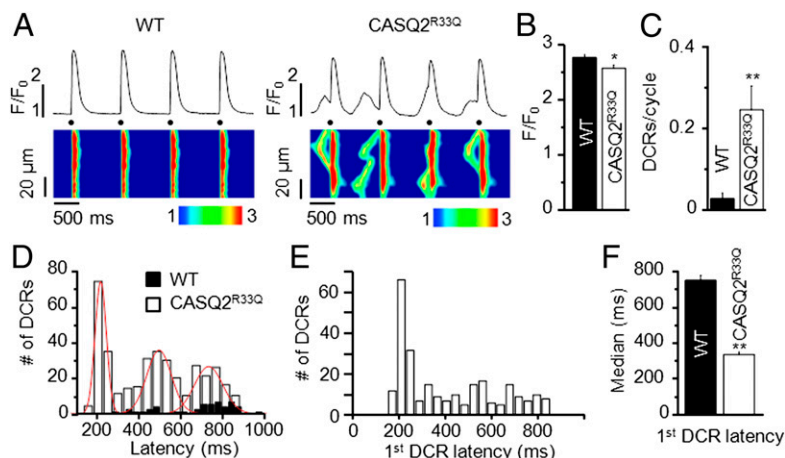 A
WT
CASQ2R33Q
F/F0
2
1
F/F0
2
1
20 µm
500 ms
1
3
20 µm
500 ms
1
3
B
F/F0
3
2
1
0
WT
*
CASQ2R33Q
C
DCRs/cycle
0.4
0.2
0
WT
**
CASQ2R33Q
D
# of DCRs
80
60
40
20
0
WT
CASQ2R33Q
200 400 600 800 1000
Latency (ms)
E
# of DCRs
70
35
0
0 200 400 600 800
1st DCR latency (ms)
F
Median (ms)
800
600
400
200
0
WT
CASQ2R33Q
**
1st DCR latency